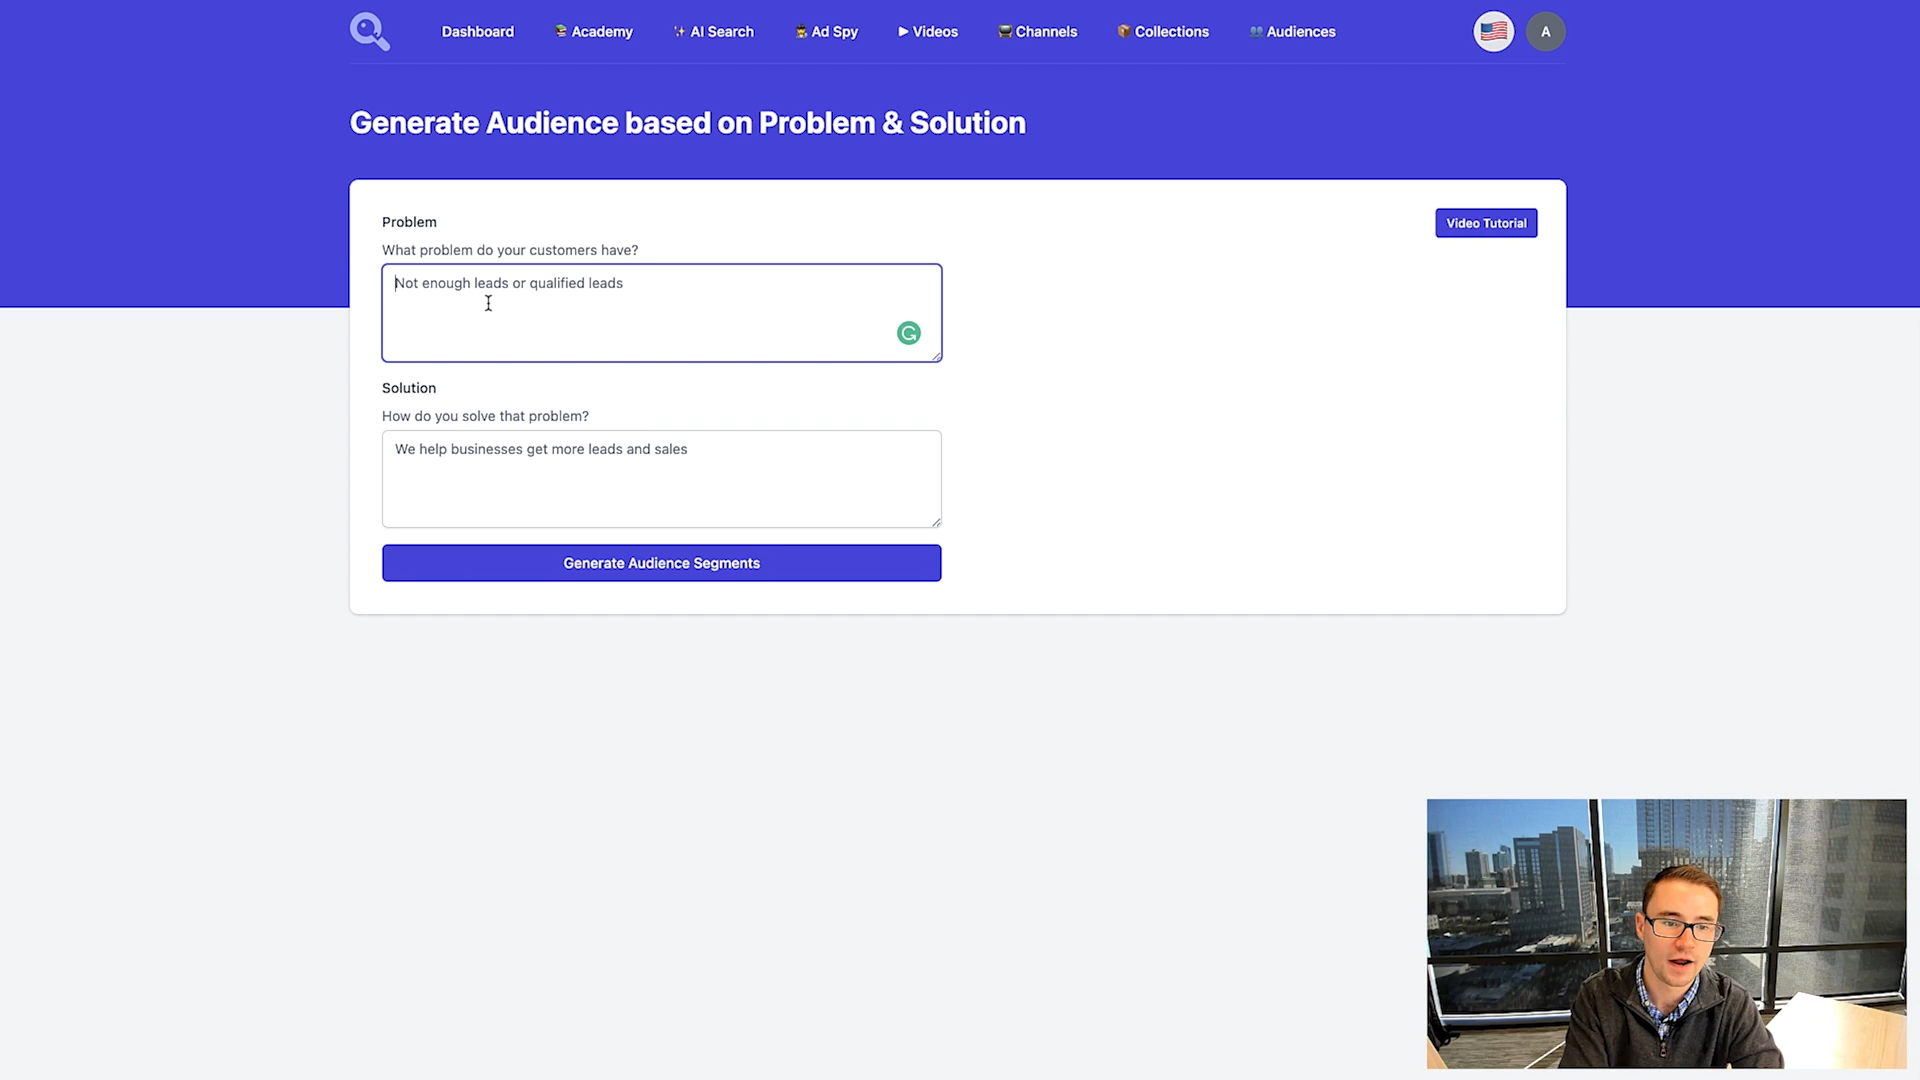 Dashboard
Academy
AI Search
Ad Spy
Videos
Channels
Collections
Audiences
A
Generate Audience based on Problem & Solution
Problem
Video Tutorial
What problem do your customers have?
Not enough leads or qualified leads
Solution
How do you solve that problem?
We help businesses get more leads and sales
Generate Audience Segments